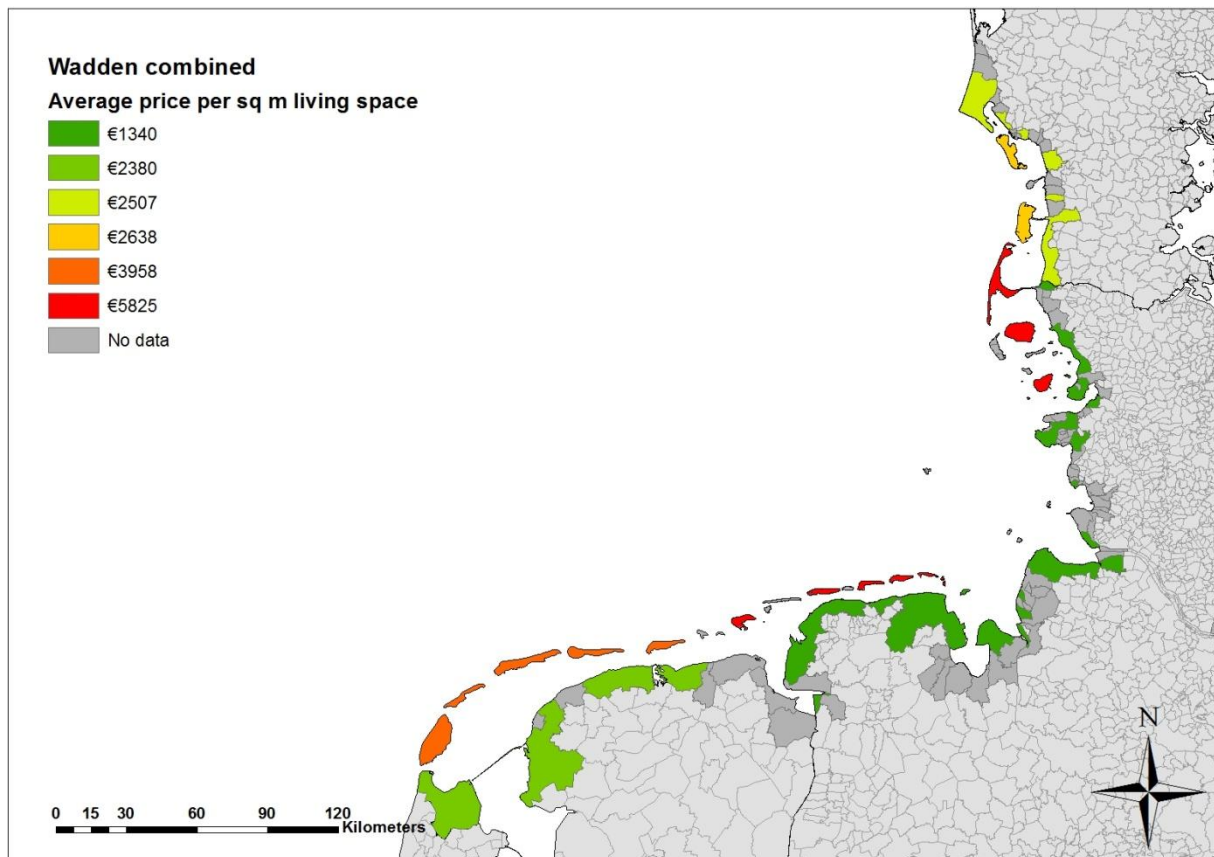 Wadden combined
Average price per sq m living space
€1340
€2380
€2507
€2638
€3958
€5825
No data
N
0 15 30 60 90 120
Kilometers